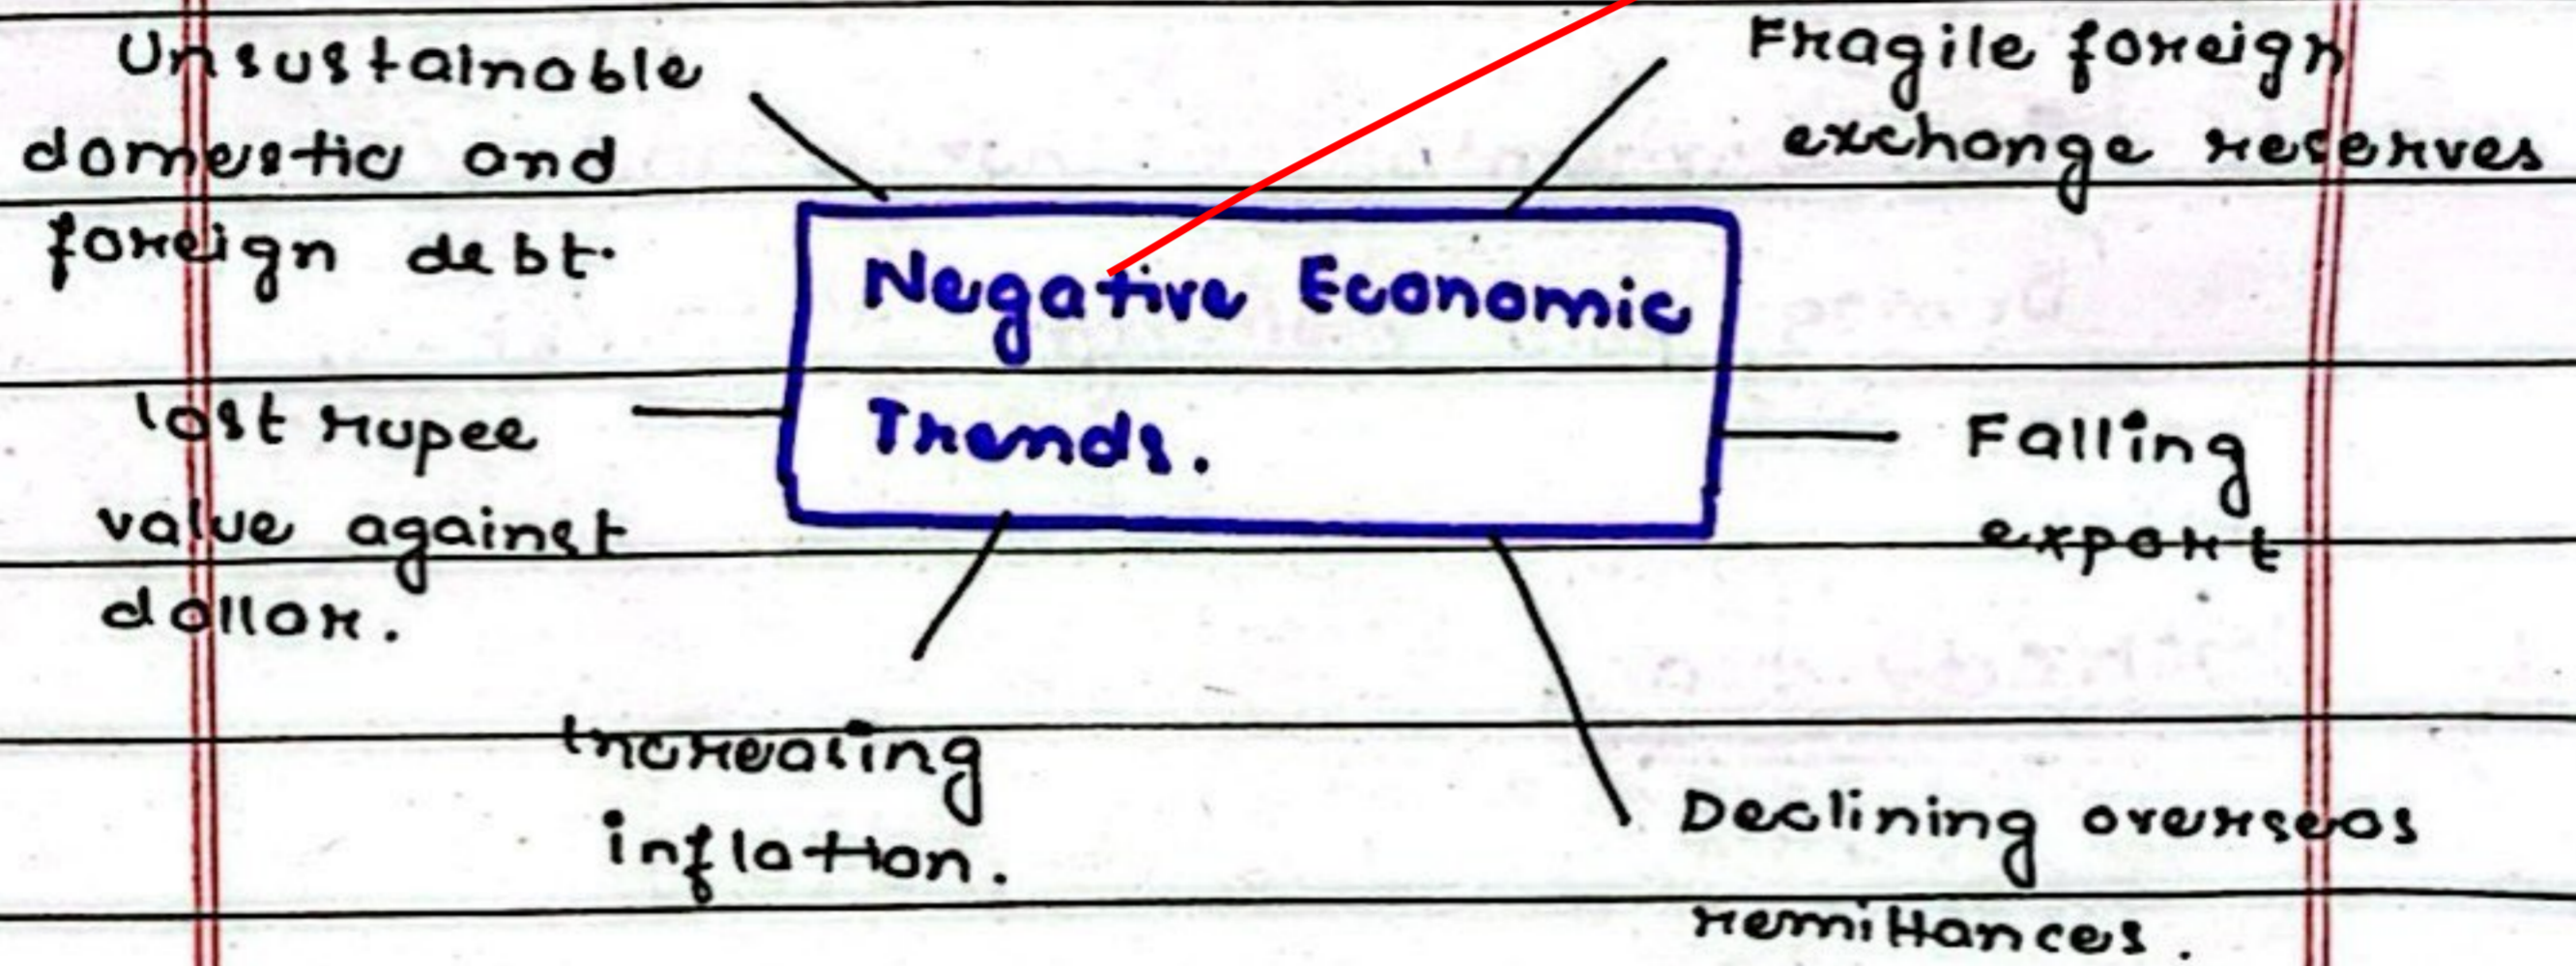 Unsustainable
domestic and
foreign debt.
Fragile foreign
exchange reserves
Negative Economic
Trends.
lost rupee
value against
dollar.
Falling
export
Increasing
inflation.
Declining overseas
remittances.